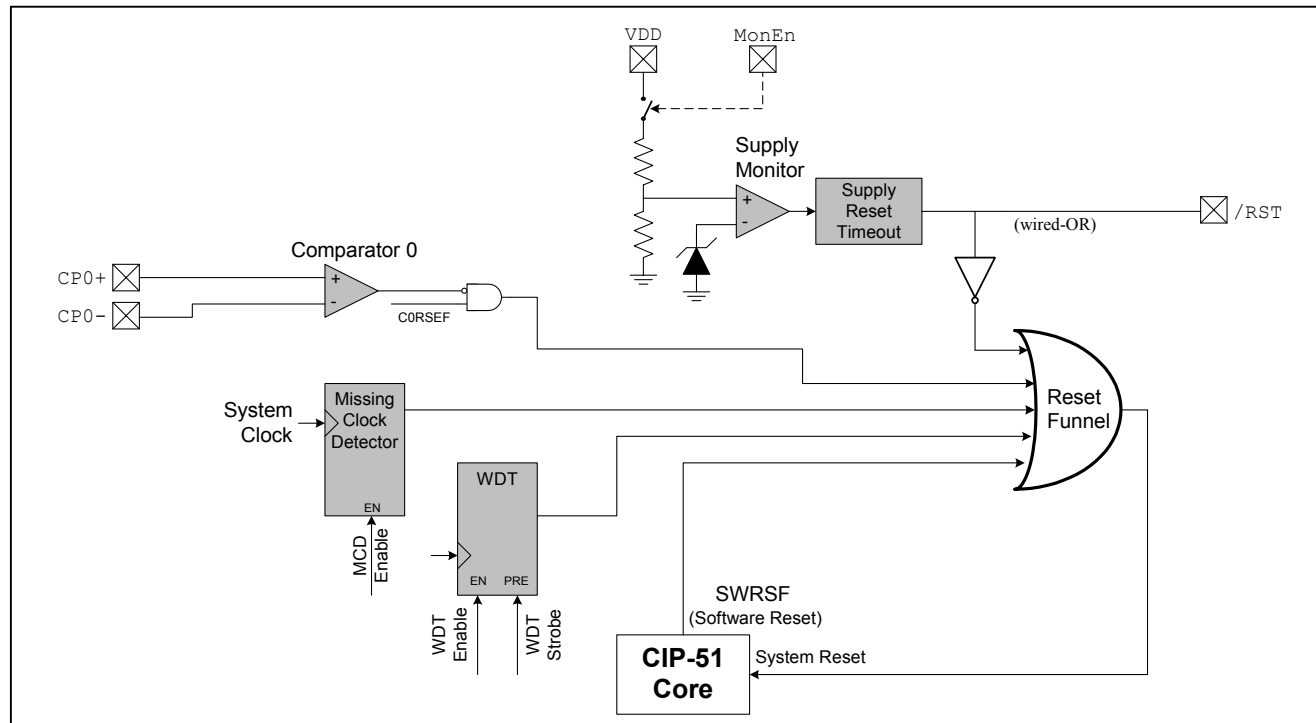 VDD
MonEn
Supply
Monitor
+
-
Supply
Reset
Timeout
(wired-OR)
/RST
Comparator 0
CP0+
CP0-
+
-
C0RSEF
Reset
Funnel
System
Clock
Missing
Clock
Detector
EN
MCD
Enable
WDT
EN
PRE
WDT
Enable
WDT
Strobe
SWRSF
(Software Reset)
CIP-51
Core
System Reset